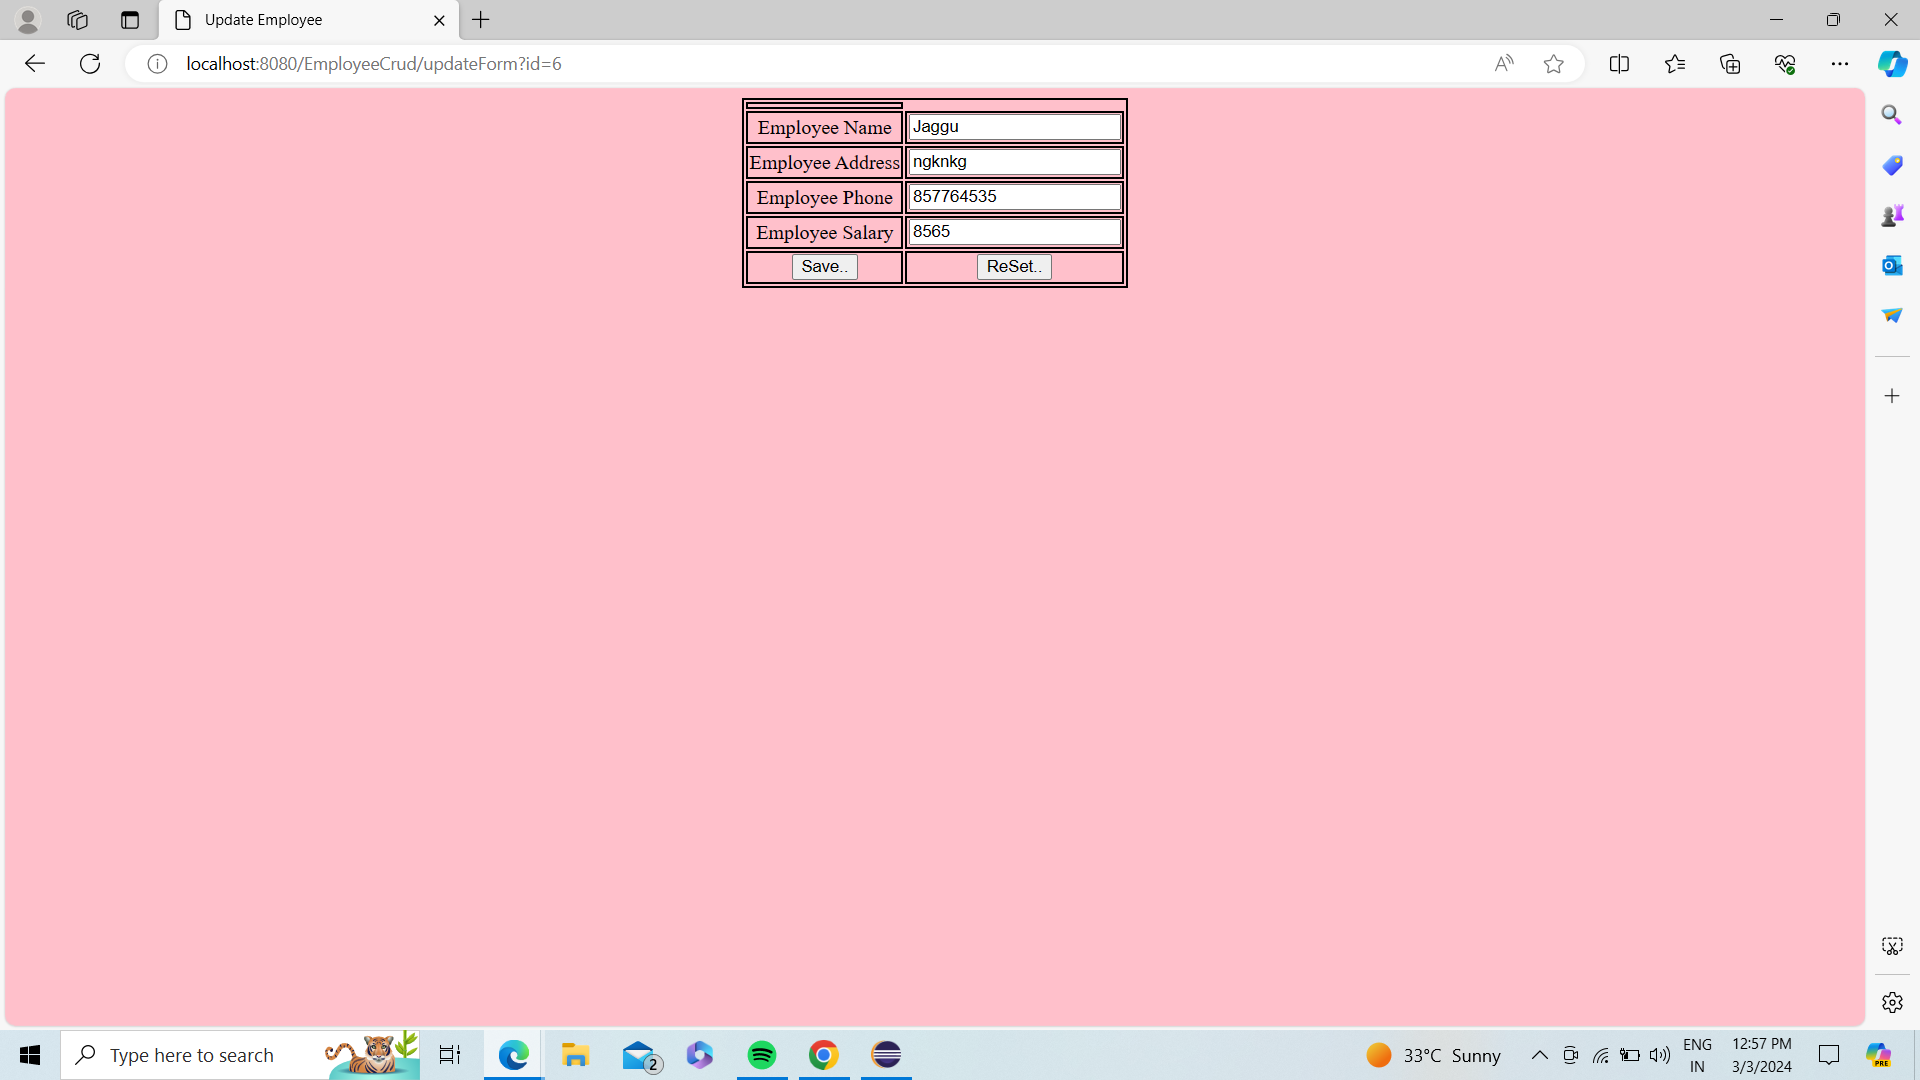 Update Employee
localhost:8080/EmployeeCrud/updateForm?id=6
Employee Name Jaggu
Employee Address ngknkg
Employee Phone 857764535
Employee Salary 8565
Save.. ReSet..
Type here to search
2
33°C Sunny
ENG
IN
12:57 PM
3/3/2024
PRE